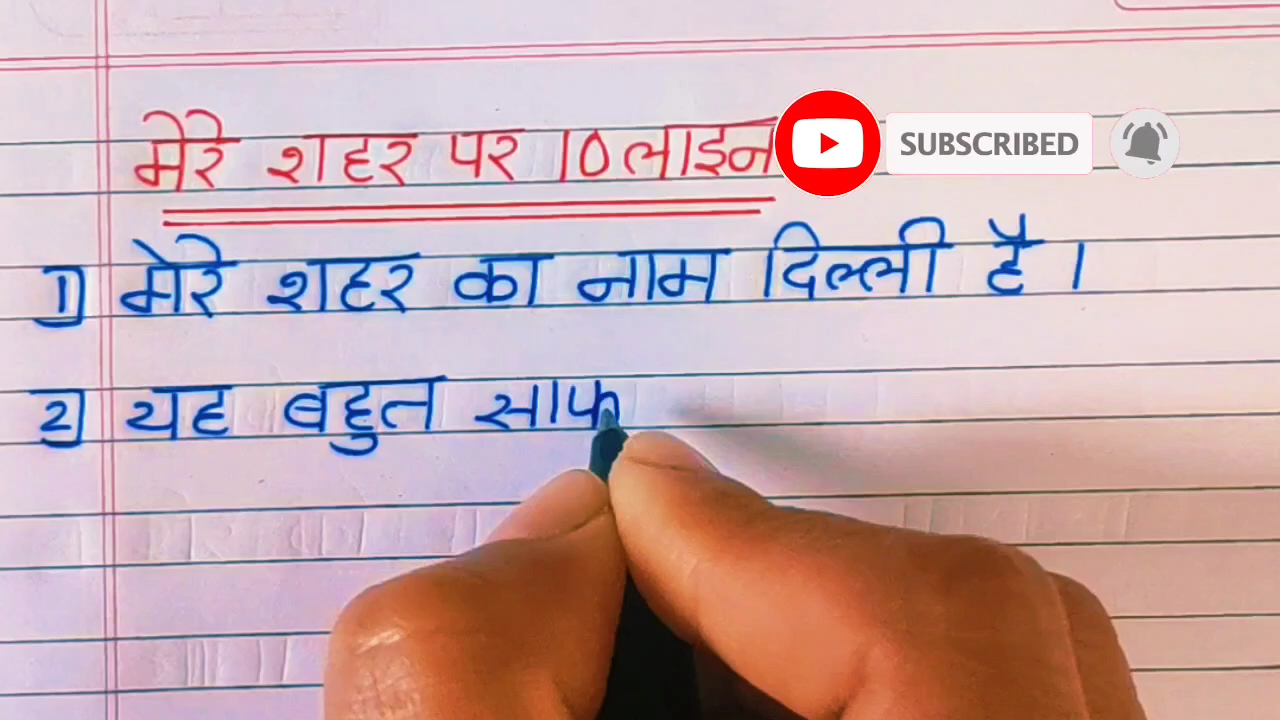 मेरे शहर पर 10 लाइन
SUBSCRIBED
1) मेरे शहर का नाम दिल्ली है।
2) यह बहुत साफ